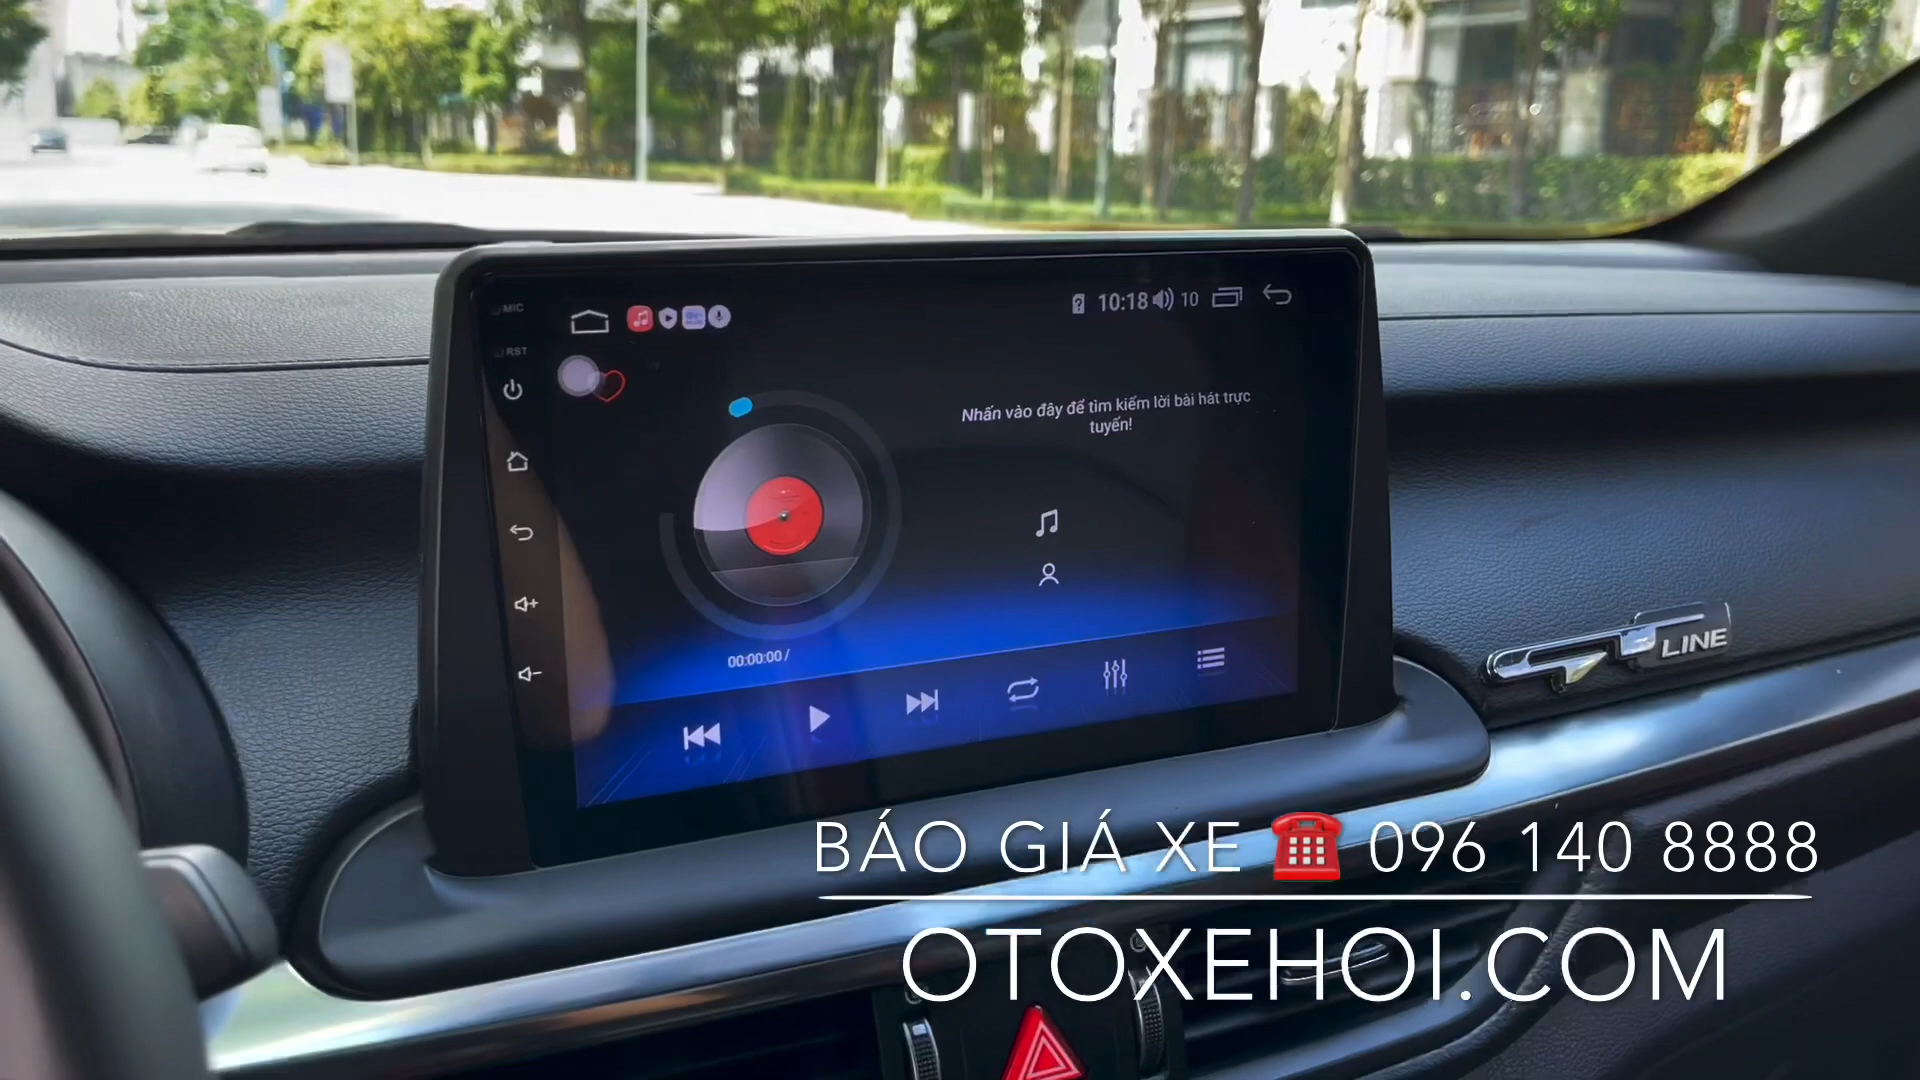 MIC
10:18 10
RST
Nhấn vào đây để tìm kiếm lời bài hát trực
tuyến!
00:00:00 /
GT LINE
BÁO GIÁ XE ☎️ 096 140 8888
OTOXEHOI.COM